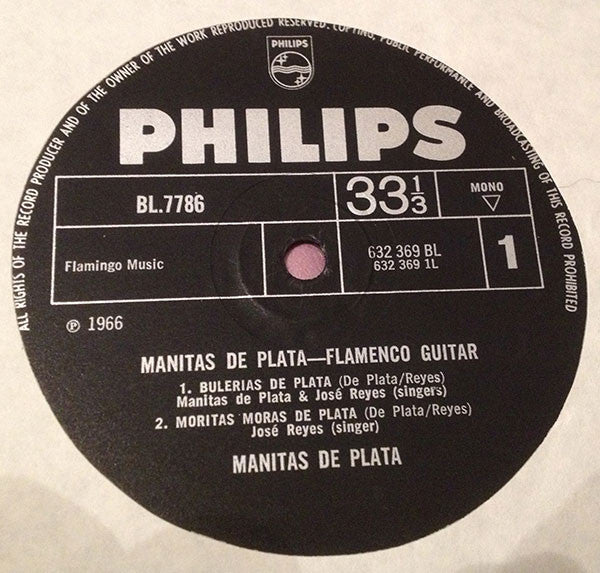 ALL RIGHTS OF THE RECORD PRODUCER AND OF THE OWNER OF THE WORK REPRODUCED RESERVED. COPYING, PUBLIC PERFORMANCE AND BROADCASTING OF THIS RECORD PROHIBITED
PHILIPS
PHILIPS
BL.7786
33 1/3
MONO
Flamingo Music
632 369 BL
632 369 1L
1
℗ 1966
MANITAS DE PLATA—FLAMENCO GUITAR
1. BULERIAS DE PLATA (De Plata/Reyes)
Manitas de Plata & José Reyes (singers)
2. MORITAS MORAS DE PLATA (De Plata/Reyes)
José Reyes (singer)
MANITAS DE PLATA